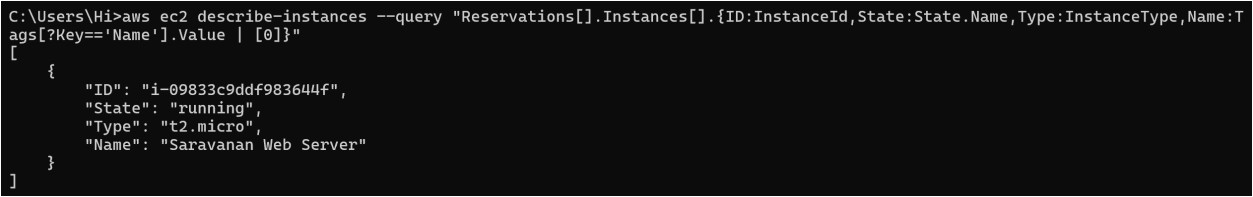 C:\Users\Hi>aws ec2 describe-instances --query "Reservations[].Instances[].{ID:InstanceId,State:State.Name,Type:InstanceType,Name:T
ags[?Key=='Name'].Value | [0]}"
[
    {
        "ID": "i-09833c9ddf983644f",
        "State": "running",
        "Type": "t2.micro",
        "Name": "Saravanan Web Server"
    }
]